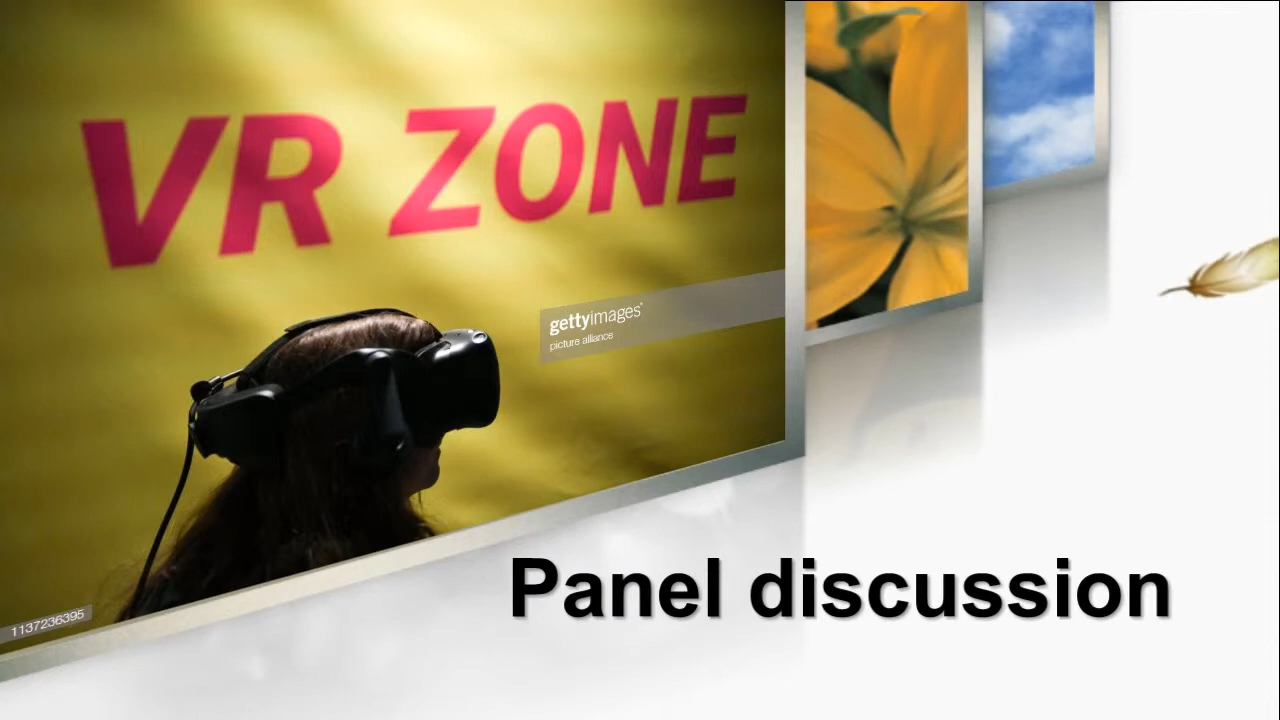 VR ZONE
gettyimages®
picture alliance
1137236395
Panel discussion